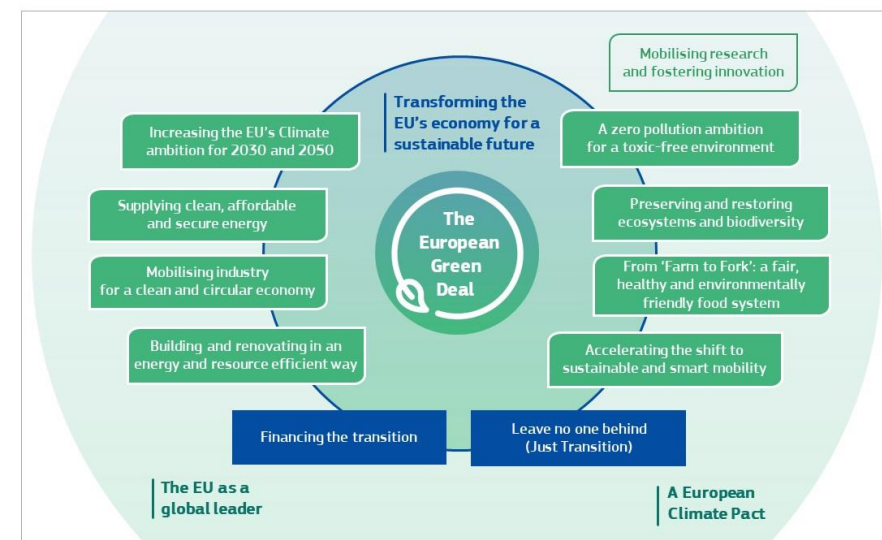 Mobilising research
and fostering innovation
Transforming the
EU's economy for a
sustainable future
Increasing the EU's Climate
ambition for 2030 and 2050
A zero pollution ambition
for a toxic-free environment
Supplying clean, affordable
and secure energy
Preserving and restoring
ecosystems and biodiversity
The
European
Green
Deal
Mobilising industry
for a clean and circular economy
From 'Farm to Fork': a fair,
healthy and environmentally
friendly food system
Building and renovating in an
energy and resource efficient way
Accelerating the shift to
sustainable and smart mobility
Financing the transition
Leave no one behind
(Just Transition)
The EU as a
global leader
A European
Climate Pact